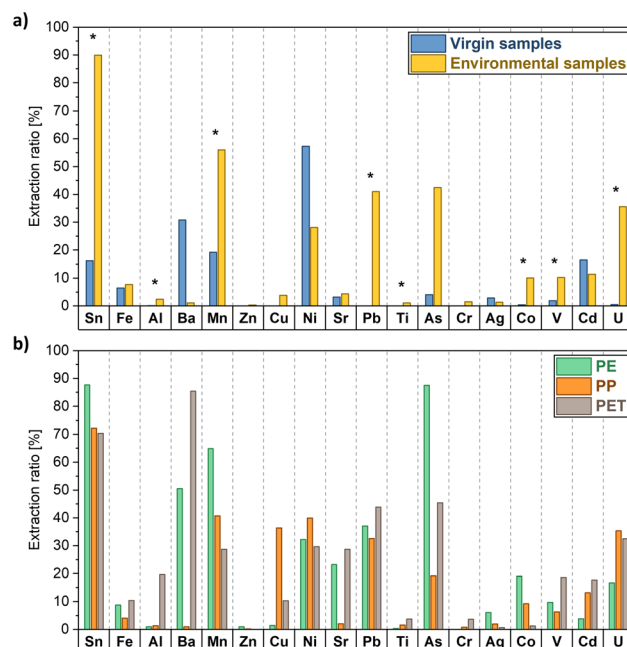 a)
Extraction ratio [%]
100
90
80
70
60
50
40
30
20
10
0
Virgin samples
Environmental samples
*
*
*
*
*
*
*
*
Sn Fe Al Ba Mn Zn Cu Ni Sr Pb Ti As Cr Ag Co V Cd U
b)
Extraction ratio [%]
100
90
80
70
60
50
40
30
20
10
0
PE
PP
PET
Sn Fe Al Ba Mn Zn Cu Ni Sr Pb Ti As Cr Ag Co V Cd U